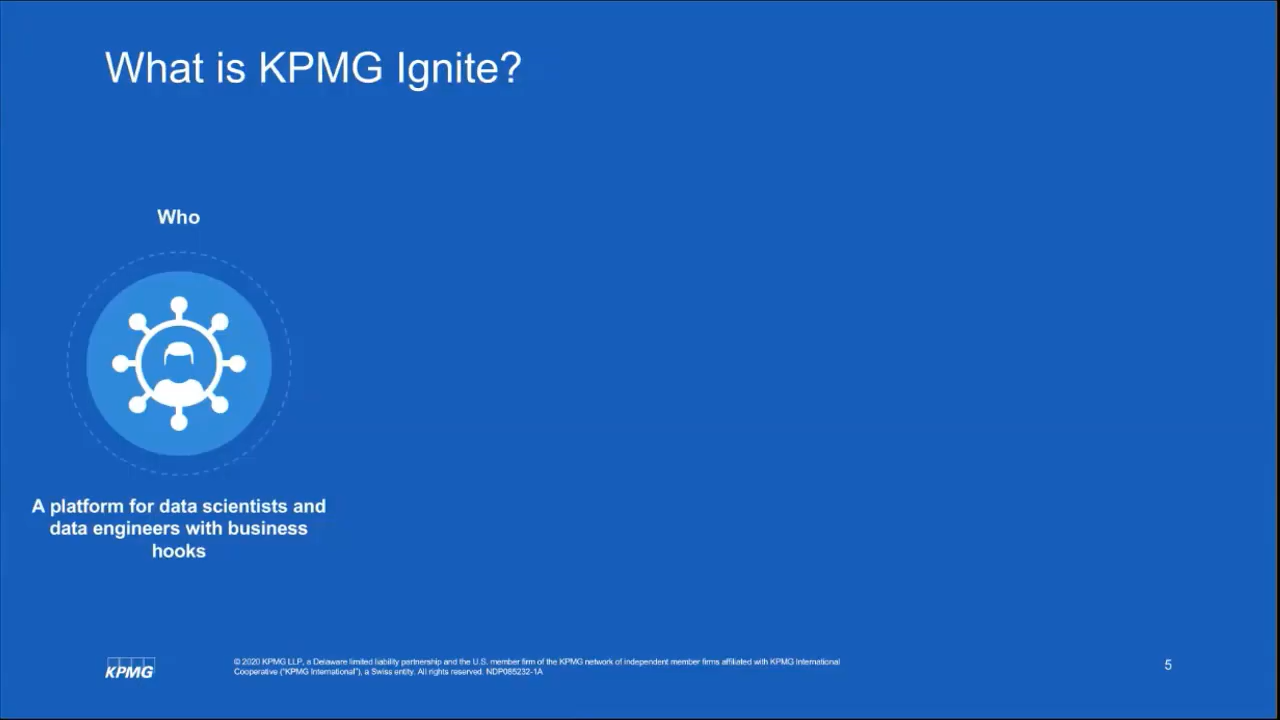 What is KPMG Ignite?
Who
A platform for data scientists and
data engineers with business
hooks
KPMG
© 2020 KPMG LLP, a Delaware limited liability partnership and the U.S. member firm of the KPMG network of independent member firms affiliated with KPMG International
Cooperative ("KPMG International"), a Swiss entity. All rights reserved. NDP085232-1A
5